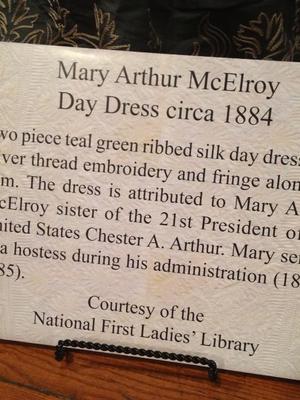 Mary Arthur McElroy
Day Dress circa 1884
wo piece teal green ribbed silk day dress
ver thread embroidery and fringe alon
m. The dress is attributed to Mary A
cElroy sister of the 21st President of
nited States Chester A. Arthur. Mary se
a hostess during his administration (18
85).
Courtesy of the
National First Ladies' Library